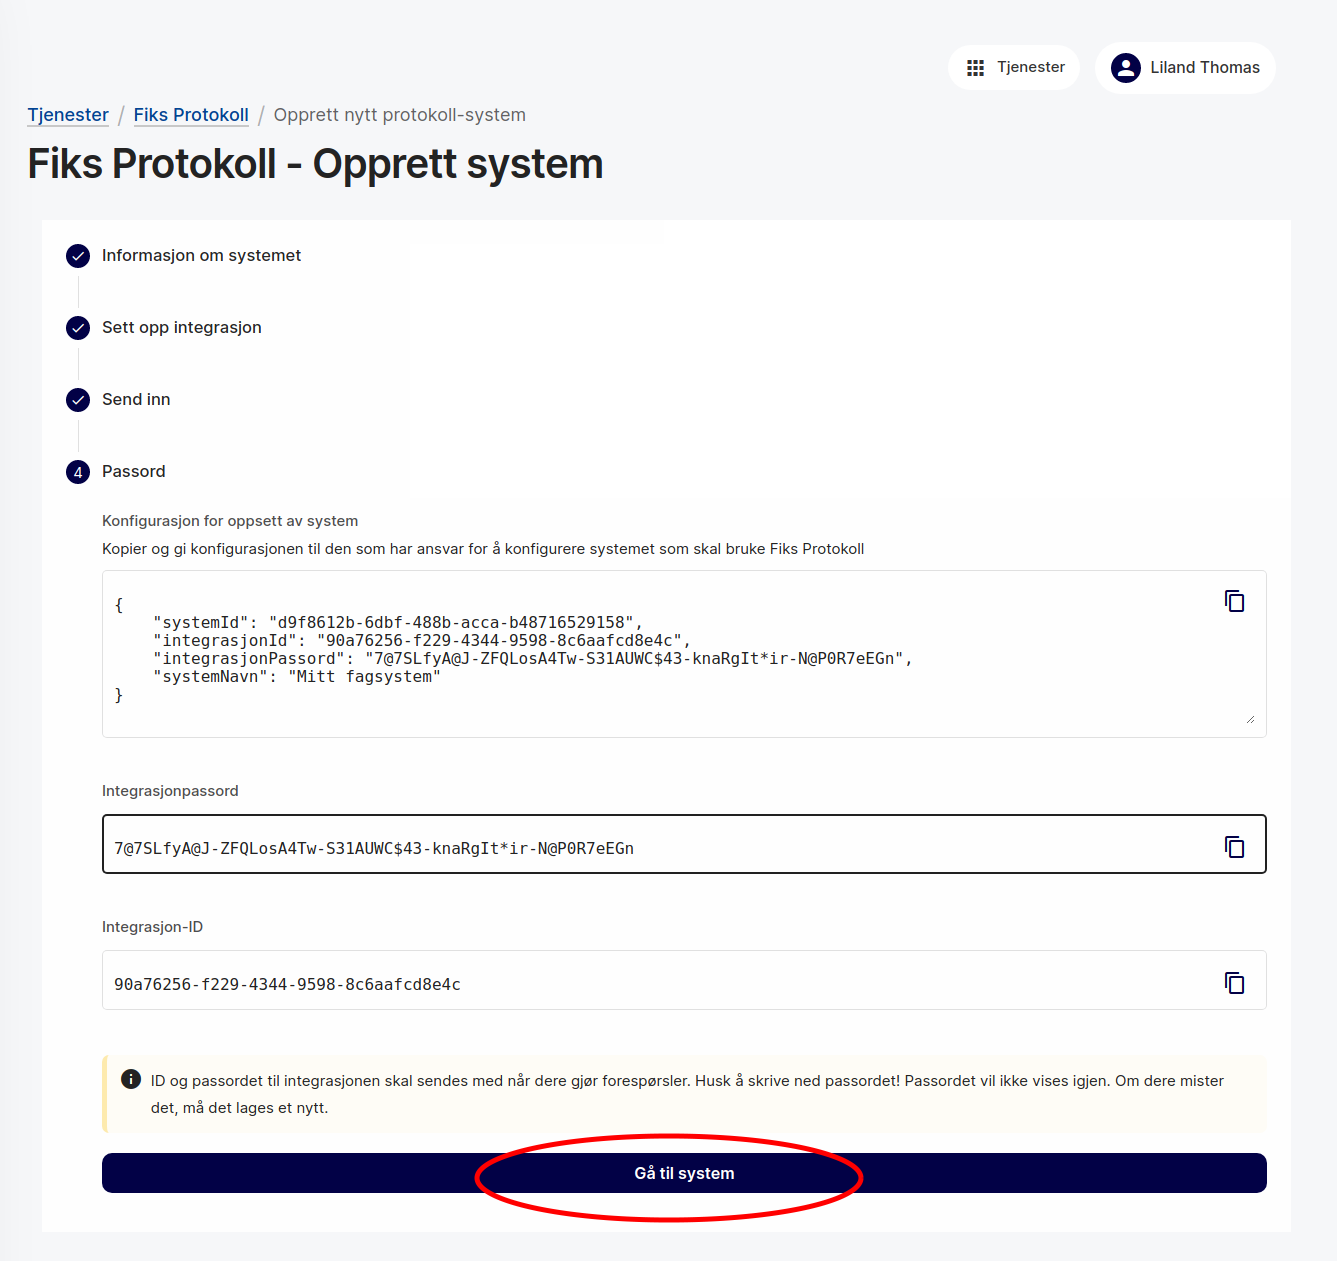 Tjenester
Liland Thomas
Tjenester / Fiks Protokoll / Opprett nytt protokoll-system
Fiks Protokoll - Opprett system
Informasjon om systemet
Sett opp integrasjon
Send inn
4 Passord
Konfigurasjon for oppsett av system
Kopier og gi konfigurasjonen til den som har ansvar for å konfigurere systemet som skal bruke Fiks Protokoll
{
"systemId": "d9f8612b-6dbf-488b-acca-b48716529158",
"integrasjonId": "90a76256-f229-4344-9598-8c6aafcd8e4c",
"integrasjonPassord": "7@7SLfyA@J-ZFQLosA4Tw-S31AUWC$43-knaRgIt*ir-N@P0R7eEGn",
"systemNavn": "Mitt fagsystem"
}
Integrasjonpassord
7@7SLfyA@J-ZFQLosA4Tw-S31AUWC$43-knaRgIt*ir-N@P0R7eEGn
Integrasjon-ID
90a76256-f229-4344-9598-8c6aafcd8e4c
ID og passordet til integrasjonen skal sendes med når dere gjør forespørsler. Husk å skrive ned passordet! Passordet vil ikke vises igjen. Om dere mister
det, må det lages et nytt.
Gå til system